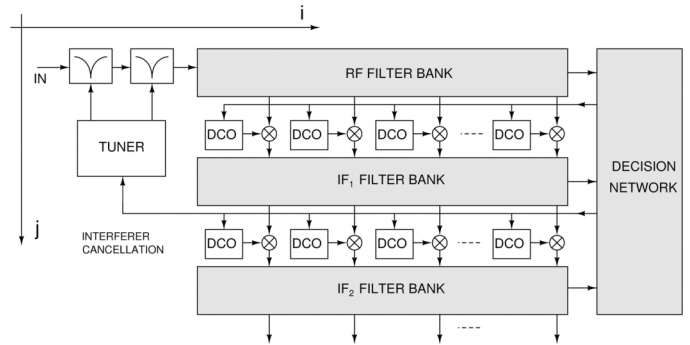 i
IN
RF FILTER BANK
DCO DCO DCO DCO
TUNER
IF₁ FILTER BANK
DECISION
NETWORK
j
INTERFERER
CANCELLATION
DCO DCO DCO DCO
IF₂ FILTER BANK